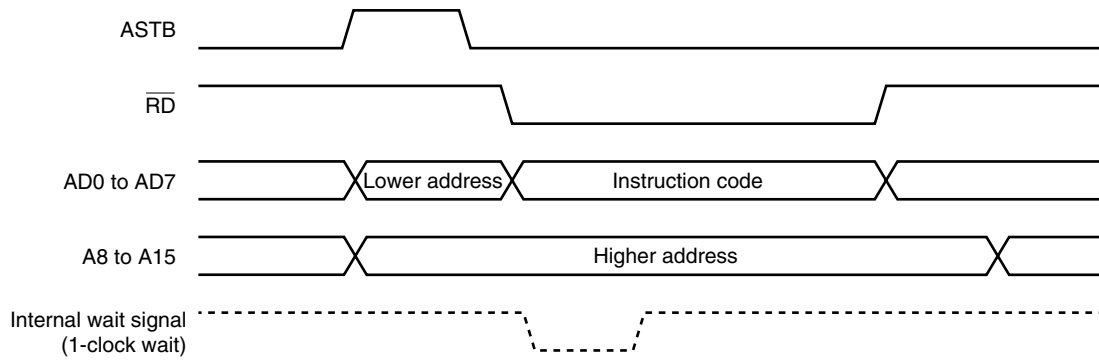 ASTB
RD
AD0 to AD7
Lower address
Instruction code
A8 to A15
Higher address
Internal wait signal
(1-clock wait)